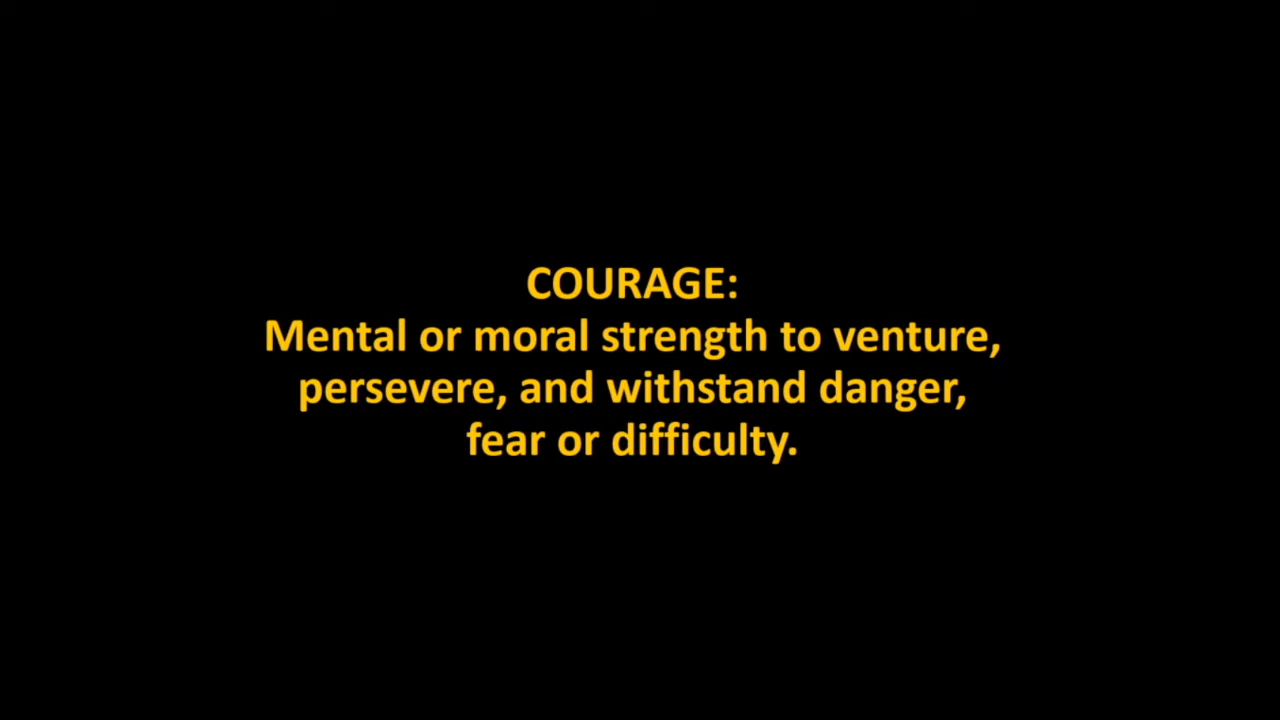 COURAGE:
Mental or moral strength to venture,
persevere, and withstand danger,
fear or difficulty.